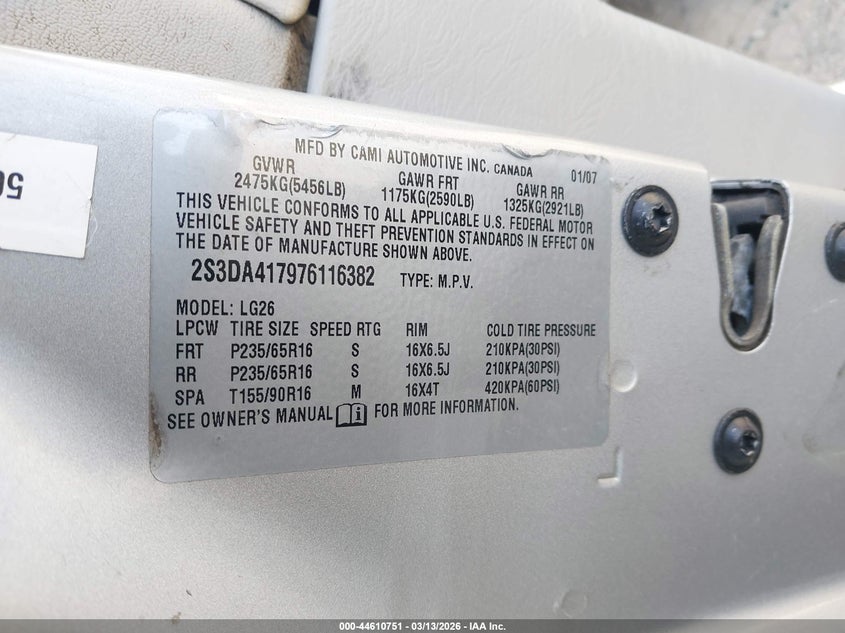 MFD BY CAMI AUTOMOTIVE INC. CANADA 01/07
GVWR GAWR FRT GAWR RR
2475KG(5456LB) 1175KG(2590LB) 1325KG(2921LB)
THIS VEHICLE CONFORMS TO ALL APPLICABLE U.S. FEDERAL MOTOR
VEHICLE SAFETY AND THEFT PREVENTION STANDARDS IN EFFECT ON
THE DATE OF MANUFACTURE SHOWN ABOVE.
2S3DA417976116382 TYPE: M.P.V.
MODEL: LG26
LPCW TIRE SIZE SPEED RTG RIM COLD TIRE PRESSURE
FRT P235/65R16 S 16X6.5J 210KPA(30PSI)
RR P235/65R16 S 16X6.5J 210KPA(30PSI)
SPA T155/90R16 M 16X4T 420KPA(60PSI)
SEE OWNER'S MANUAL i FOR MORE INFORMATION.
000-44610751 — 03/13/2026 — IAA Inc.